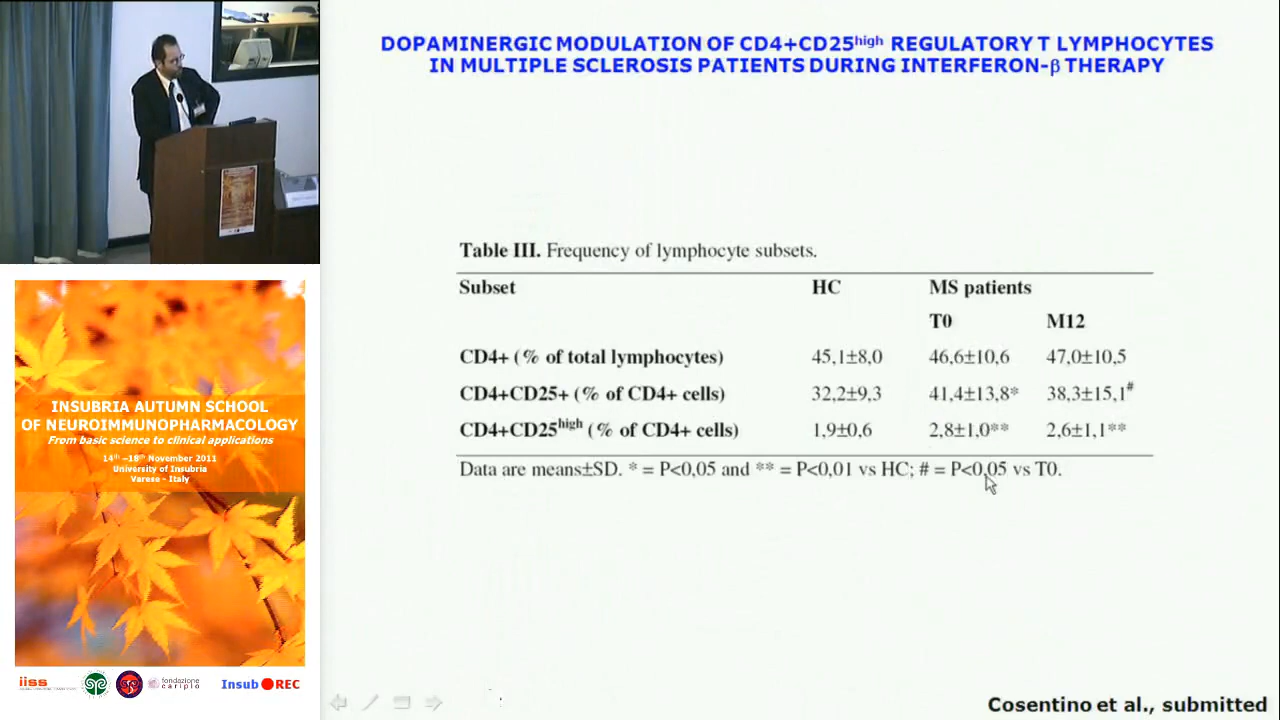 DOPAMINERGIC MODULATION OF CD4+CD25high REGULATORY T LYMPHOCYTES
IN MULTIPLE SCLEROSIS PATIENTS DURING INTERFERON-β THERAPY
Table III. Frequency of lymphocyte subsets.
Subset HC MS patients
T0 M12
CD4+ (% of total lymphocytes) 45,1±8,0 46,6±10,6 47,0±10,5
CD4+CD25+ (% of CD4+ cells) 32,2±9,3 41,4±13,8* 38,3±15,1#
CD4+CD25high (% of CD4+ cells) 1,9±0,6 2,8±1,0** 2,6±1,1**
Data are means±SD. * = P<0,05 and ** = P<0,01 vs HC; # = P<0,05 vs T0.
Cosentino et al., submitted
INSUBRIA AUTUMN SCHOOL
OF NEUROIMMUNOPHARMACOLOGY
From basic science to clinical applications
14th -18th November 2011
University of Insubria
Varese - Italy
iiss
fondazione
cariplo
Insub REC